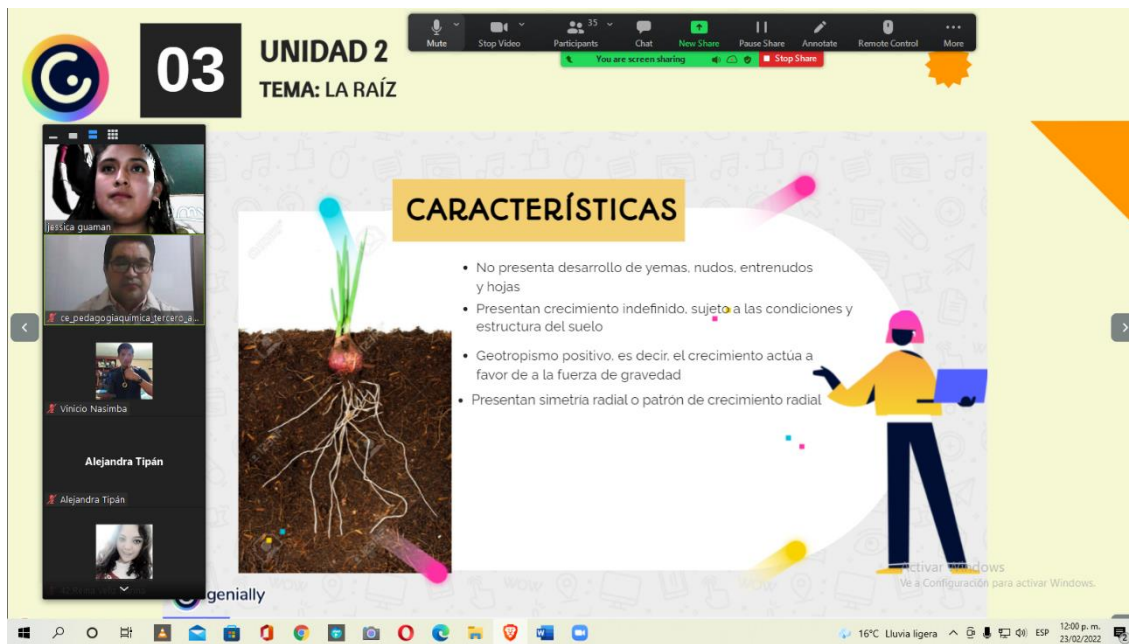 03
UNIDAD 2
TEMA: LA RAÍZ
Mute
Stop Video
35
Participants
Chat
New Share
Pause Share
Annotate
Remote Control
More
You are screen sharing
Stop Share
jessica guaman
ce_pedagogiaquimica_tercero_a...
Vinicio Nasimba
Alejandra Tipán
Alejandra Tipán
CARACTERÍSTICAS
• No presenta desarrollo de yemas, nudos, entrenudos
y hojas
• Presentan crecimiento indefinido, sujeto a las condiciones y
estructura del suelo
• Geotropismo positivo, es decir, el crecimiento actúa a
favor de a la fuerza de gravedad
• Presentan simetría radial o patrón de crecimiento radial
genially
Activar Windows
Ve a Configuración para activar Windows.
16°C Lluvia ligera
ESP
12:00 p. m.
23/02/2022